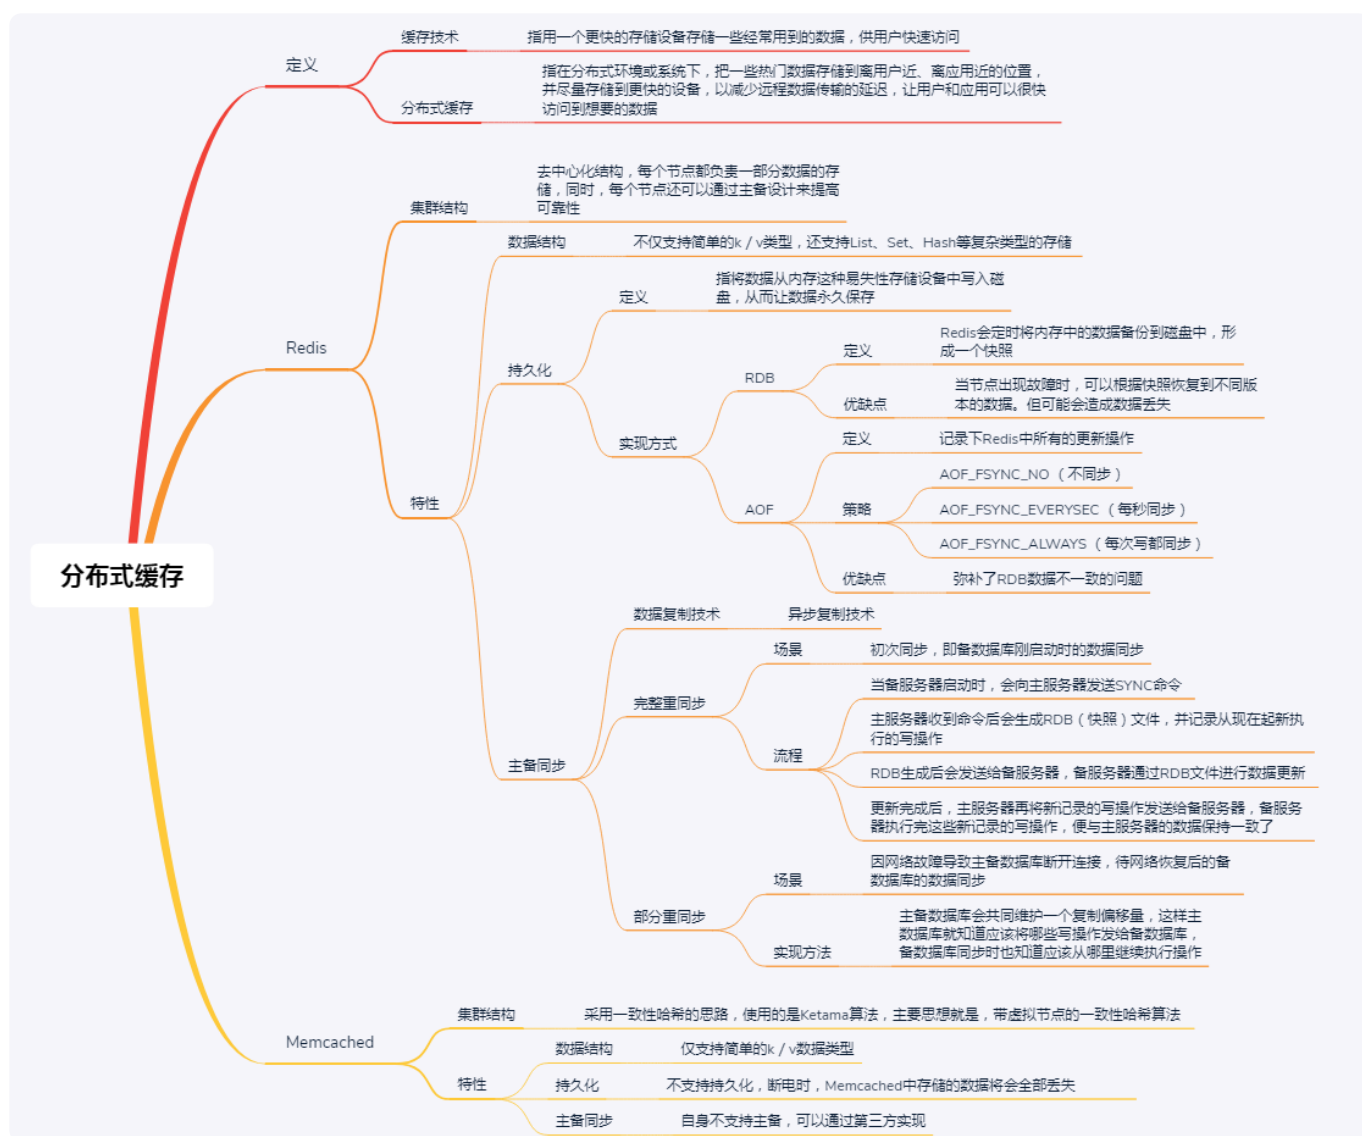 缓存技术
指用一个更快的存储设备存储一些经常用到的数据，供用户快速访问
定义
指在分布式环境或系统下，把一些热门数据存储到离用户近、离应用近的位置，
并尽量存储到更快的设备，以减少远程数据传输的延迟，让用户和应用可以很快
访问到想要的数据
分布式缓存
去中心化结构，每个节点都负责一部分数据的存
储，同时，每个节点还可以通过主备设计来提高
可靠性
集群结构
数据结构
不仅支持简单的k / v类型，还支持List、Set、Hash等复杂类型的存储
指将数据从内存这种易失性存储设备中写入磁
盘，从而让数据永久保存
定义
Redis
持久化
Redis会定时将内存中的数据备份到磁盘中，形
成一个快照
定义
RDB
当节点出现故障时，可以根据快照恢复到不同版
本的数据。但可能会造成数据丢失
优缺点
实现方式
定义
记录下Redis中所有的更新操作
AOF_FSYNC_NO（不同步）
特性
AOF
策略
AOF_FSYNC_EVERYSEC（每秒同步）
AOF_FSYNC_ALWAYS（每次写都同步）
分布式缓存
优缺点
弥补了RDB数据不一致的问题
数据复制技术
异步复制技术
场景
初次同步，即备数据库刚启动时的数据同步
完整重同步
当备服务器启动时，会向主服务器发送SYNC命令
主服务器收到命令后会生成RDB（快照）文件，并记录从现在起新执
行的写操作
流程
主备同步
RDB生成后会发送给备服务器，备服务器通过RDB文件进行数据更新
更新完成后，主服务器再将新记录的写操作发送给备服务器，备服务
器执行完这些新记录的写操作，便与主服务器的数据保持一致了
因网络故障导致主备数据库断开连接，待网络恢复后的备
数据库的数据同步
场景
部分重同步
主备数据库会共同维护一个复制偏移量，这样主
数据库就知道应该将哪些写操作发给备数据库，
备数据库同步时也知道应该从哪里继续执行操作
实现方法
集群结构
采用一致性哈希的思路，使用的是Ketama算法，主要思想就是，带虚拟节点的一致性哈希算法
Memcached
数据结构
仅支持简单的k / v数据类型
特性
持久化
不支持持久化，断电时，Memcached中存储的数据将会全部丢失
主备同步
自身不支持主备，可以通过第三方实现